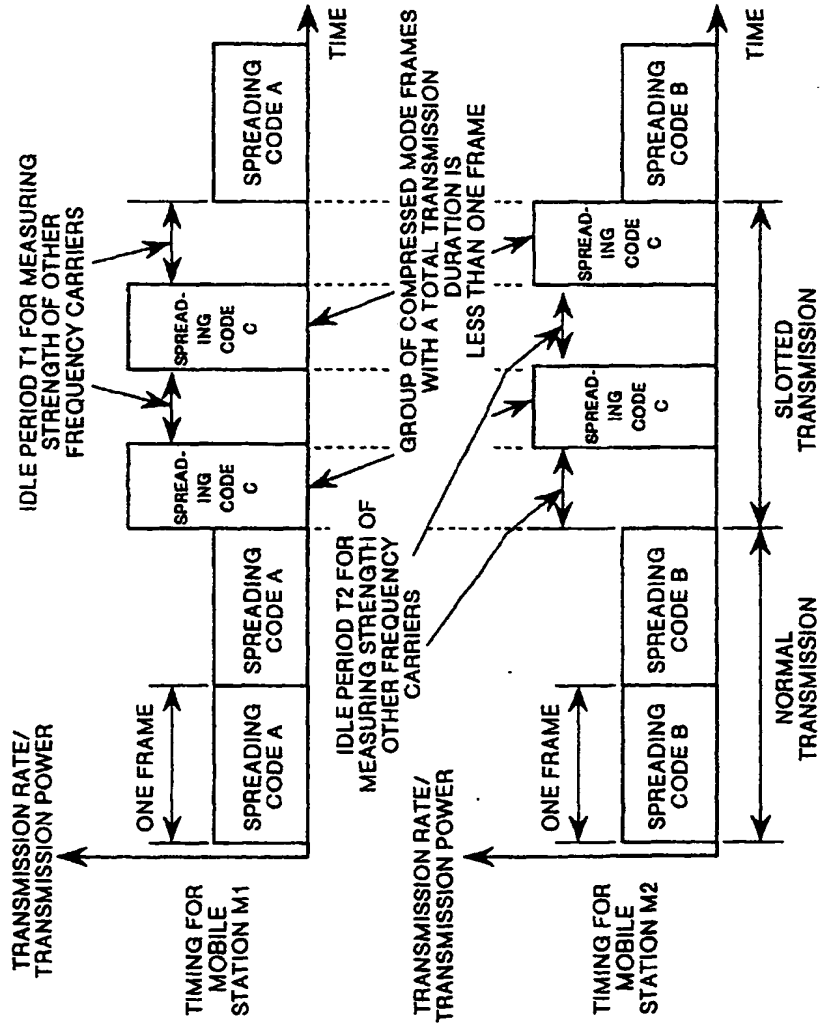 TRANSMISSION RATE/
TRANSMISSION POWER
IDLE PERIOD T1 FOR MEASURING
STRENGTH OF OTHER
FREQUENCY CARRIERS
ONE FRAME
TIMING FOR
MOBILE
STATION M1
SPREADING
CODE A
SPREADING
CODE A
SPREAD-
ING
CODE
C
SPREAD-
ING
CODE
C
SPREADING
CODE A
TIME
IDLE PERIOD T2 FOR
MEASURING STRENGTH OF
OTHER FREQUENCY
CARRIERS
GROUP OF COMPRESSED MODE FRAMES
WITH A TOTAL TRANSMISSION
DURATION IS
LESS THAN ONE FRAME
TRANSMISSION RATE/
TRANSMISSION POWER
ONE FRAME
TIMING FOR
MOBILE
STATION M2
SPREADING
CODE B
SPREADING
CODE B
SPREAD-
ING
CODE
C
SPREAD-
ING
CODE
C
SPREADING
CODE B
TIME
NORMAL
TRANSMISSION
SLOTTED
TRANSMISSION